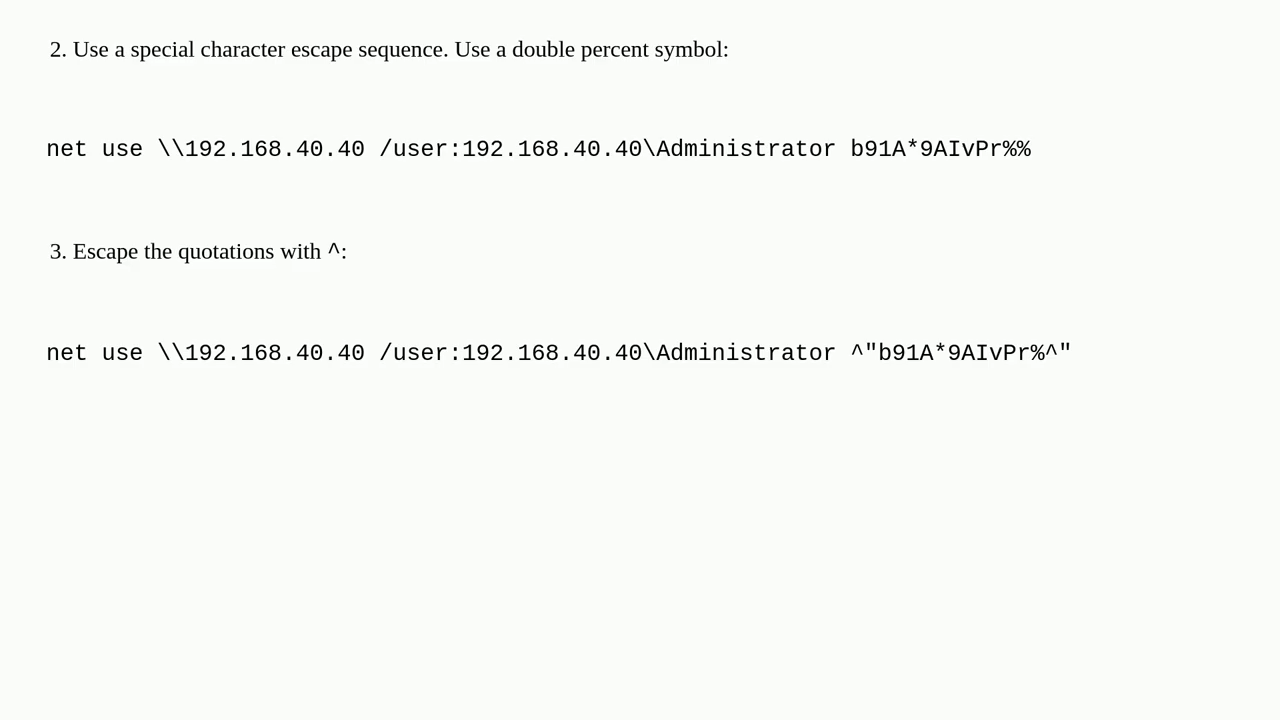 2. Use a special character escape sequence. Use a double percent symbol:
net use \\192.168.40.40 /user:192.168.40.40\Administrator b91A*9AIvPr%%
3. Escape the quotations with ^:
net use \\192.168.40.40 /user:192.168.40.40\Administrator ^"b91A*9AIvPr%^"